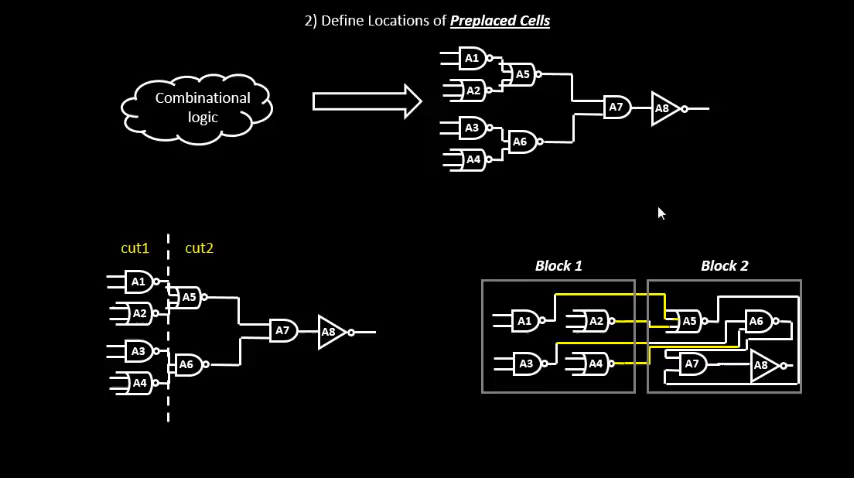 2) Define Locations of Preplaced Cells
Combinational
logic
A1
A2
A5
A3
A4
A6
A7
A8
cut1 cut2
A1
A2
A5
A3
A4
A6
A7
A8
Block 1 Block 2
A1 A2 A5 A6
A3 A4 A7 A8